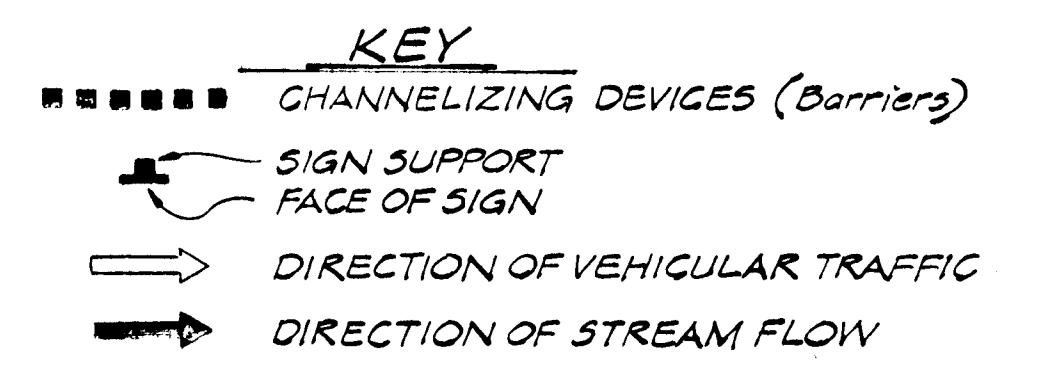 KEY
CHANNELIZING DEVICES (Barriers)
SIGN SUPPORT
FACE OF SIGN
DIRECTION OF VEHICULAR TRAFFIC
DIRECTION OF STREAM FLOW